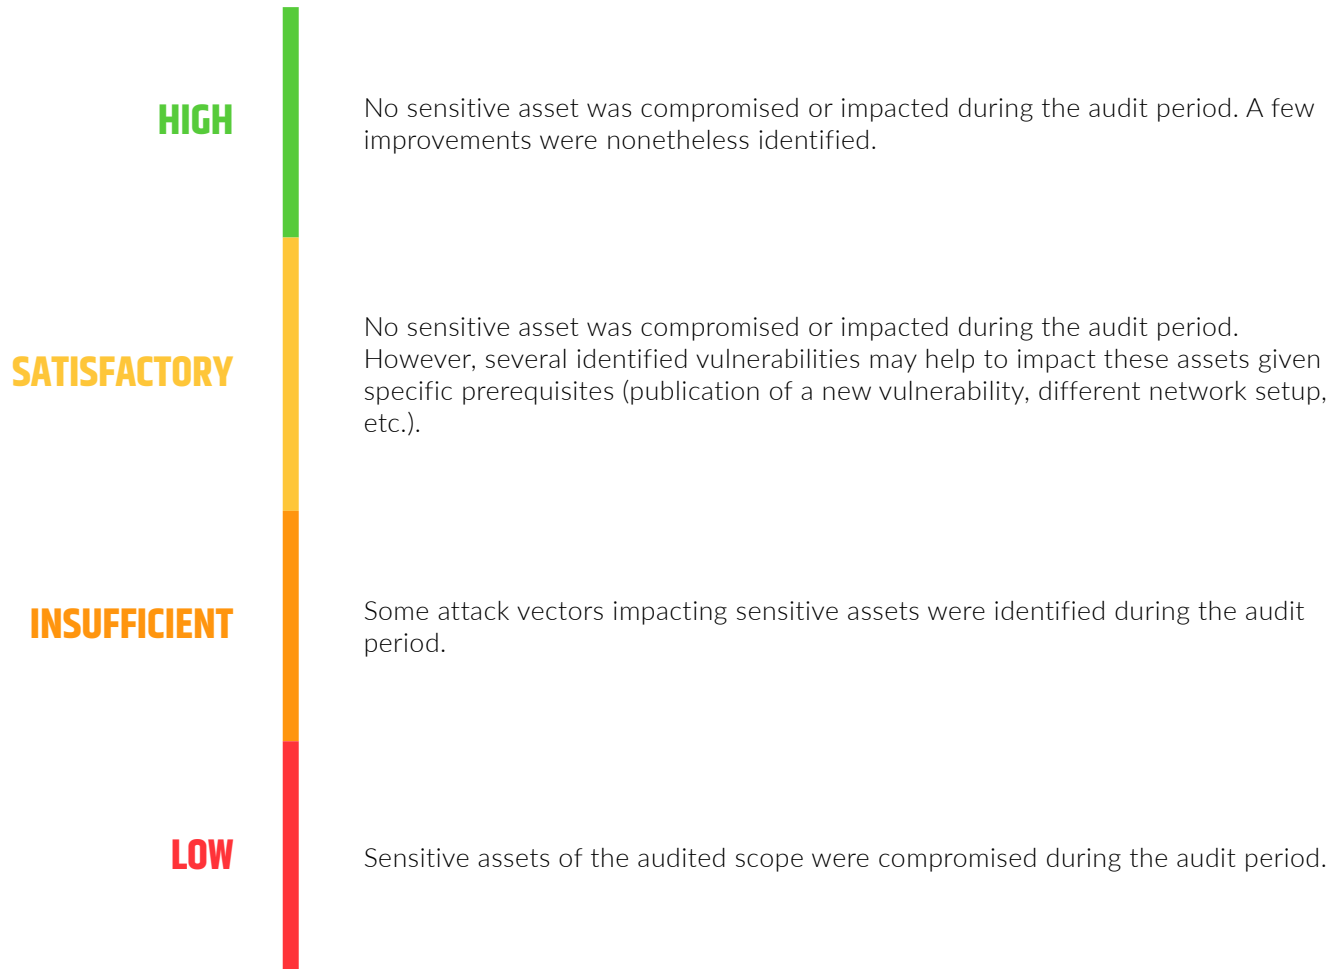 HIGH
No sensitive asset was compromised or impacted during the audit period. A few
improvements were nonetheless identified.
SATISFACTORY
No sensitive asset was compromised or impacted during the audit period.
However, several identified vulnerabilities may help to impact these assets given
specific prerequisites (publication of a new vulnerability, different network setup,
etc.).
INSUFFICIENT
Some attack vectors impacting sensitive assets were identified during the audit
period.
LOW
Sensitive assets of the audited scope were compromised during the audit period.